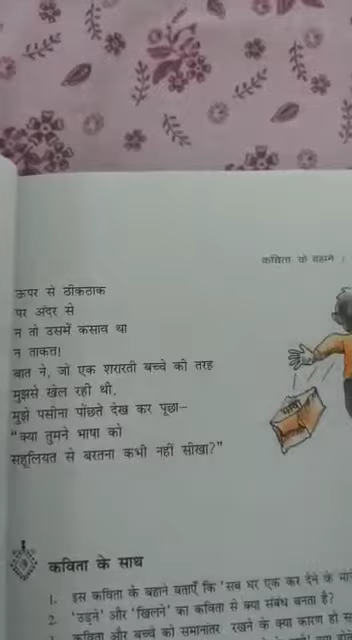 कविता के बहाने
ऊपर से ठीकठाक
पर अंदर से
न तो उसमें कसाव था
न ताकत!
बात ने, जो एक शरारती बच्चे की तरह
मुझसे खेल रही थी,
मुझे पसीना पोंछते देख कर पूछा–
“क्या तुमने भाषा को
सहूलियत से बरतना कभी नहीं सीखा?”
कविता के साथ
1. इस कविता के बहाने बताएँ कि ‘सब घर एक कर देने के माने
2. ‘उड़ने’ और ‘खिलने’ का कविता से क्या संबंध बनता है?
कविता और बच्चे को समानांतर रखने के क्या कारण हो